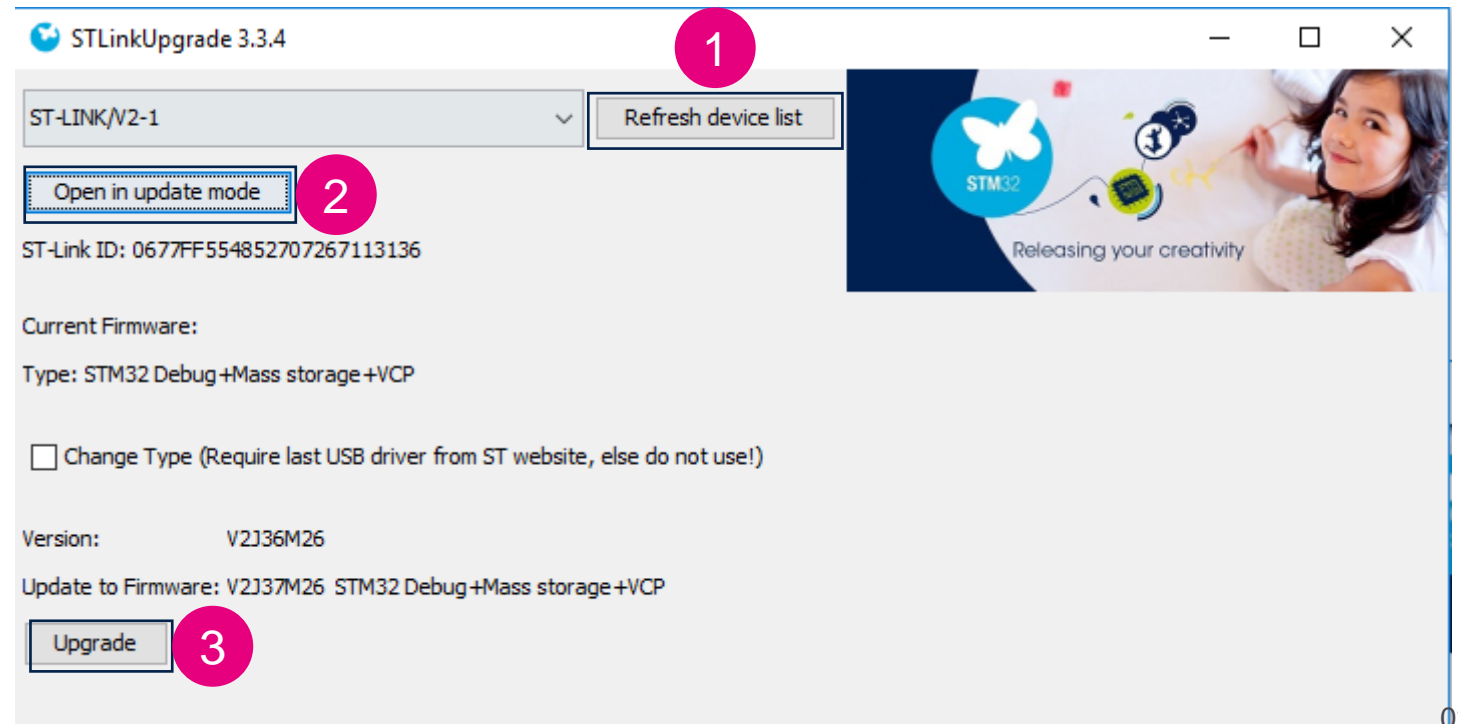 STLinkUpgrade 3.3.4
1
ST-LINK/V2-1
Refresh device list
Open in update mode
2
STM32
Releasing your creativity
ST-Link ID: 0677FF554852707267113136
Current Firmware:
Type: STM32 Debug+Mass storage+VCP
Change Type (Require last USB driver from ST website, else do not use!)
Version: V2J36M26
Update to Firmware: V2J37M26 STM32 Debug+Mass storage+VCP
Upgrade
3